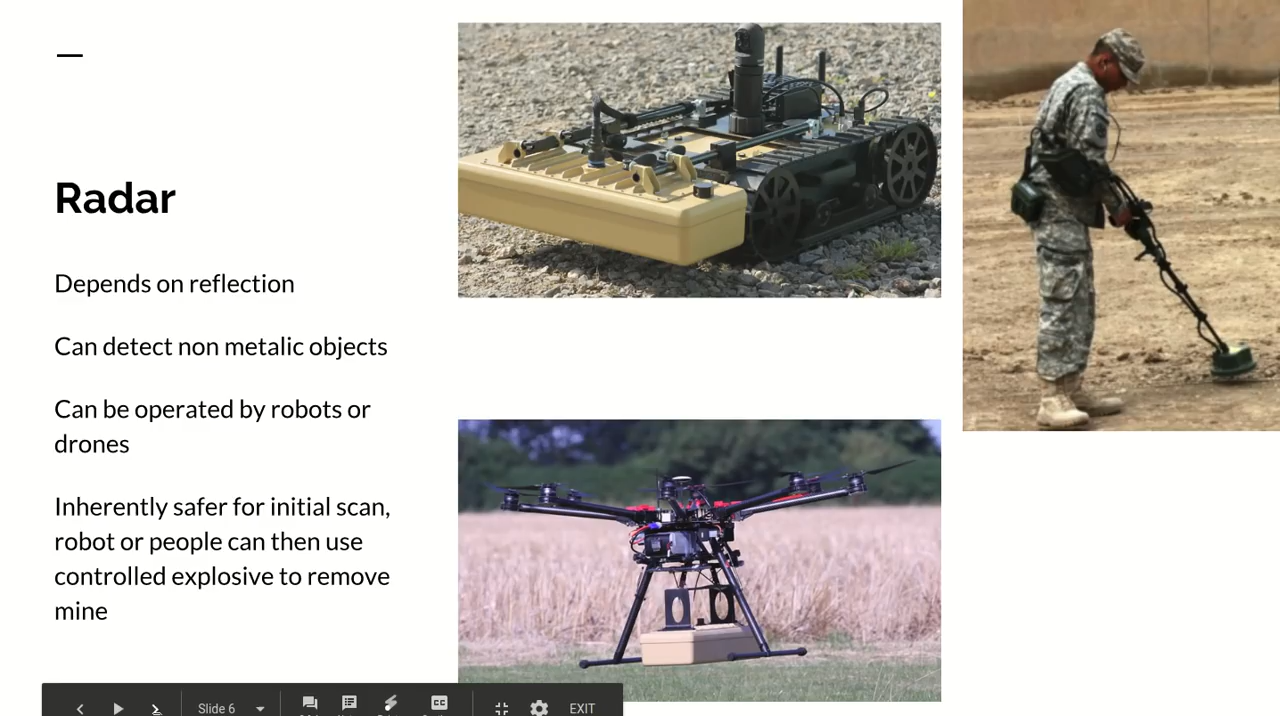 Radar
Depends on reflection
Can detect non metalic objects
Can be operated by robots or
drones
Inherently safer for initial scan,
robot or people can then use
controlled explosive to remove
mine
Slide 6
EXIT